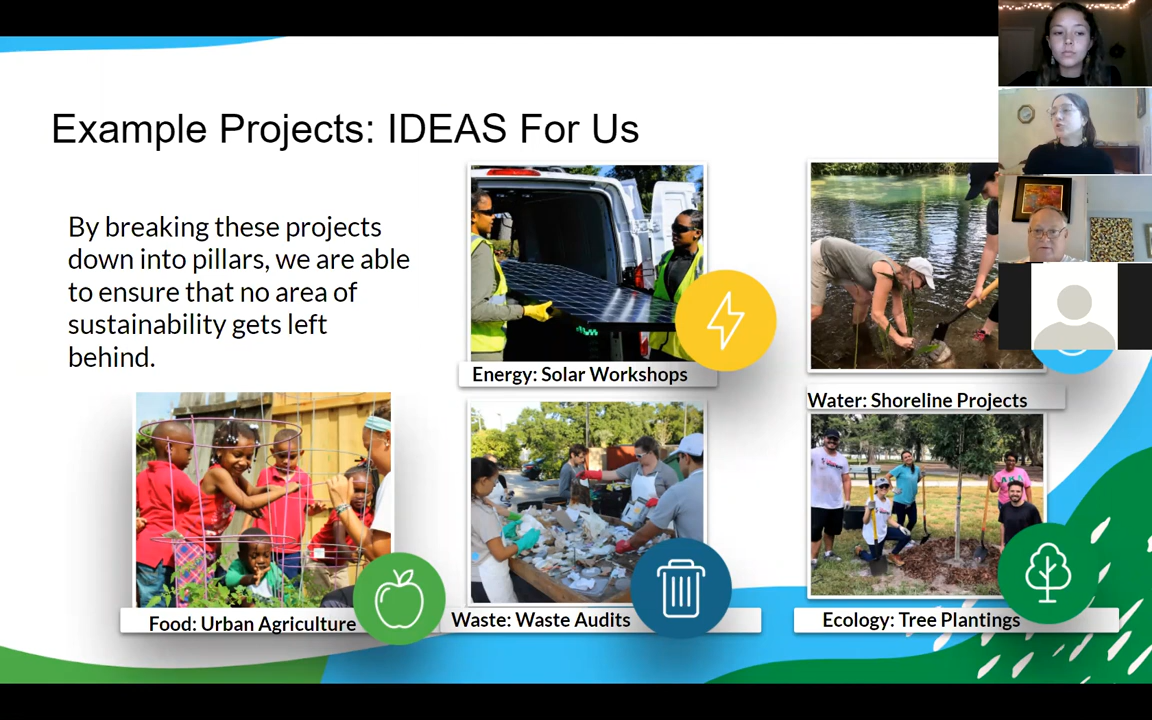 Example Projects: IDEAS For Us
By breaking these projects
down into pillars, we are able
to ensure that no area of
sustainability gets left
behind.
Energy: Solar Workshops
Water: Shoreline Projects
Food: Urban Agriculture
Waste: Waste Audits
Ecology: Tree Plantings